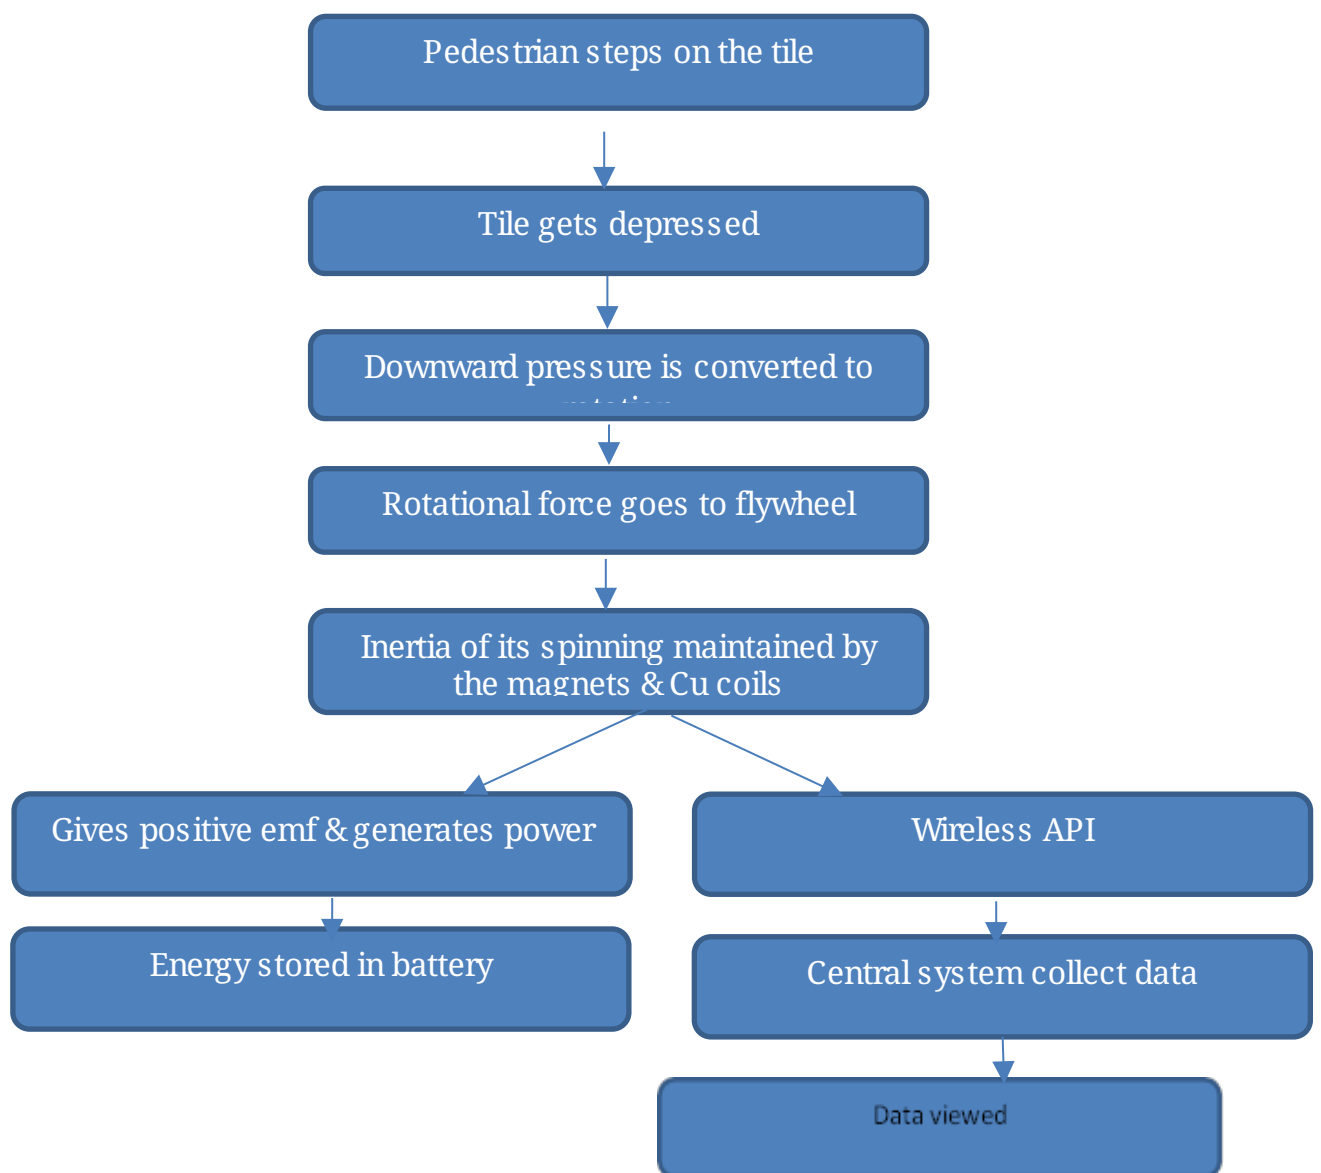 Pedestrian steps on the tile
Tile gets depressed
Downward pressure is converted to
Rotational force goes to flywheel
Inertia of its spinning maintained by
the magnets & Cu coils
Gives positive emf & generates power
Wireless API
Energy stored in battery
Central system collect data
Data viewed